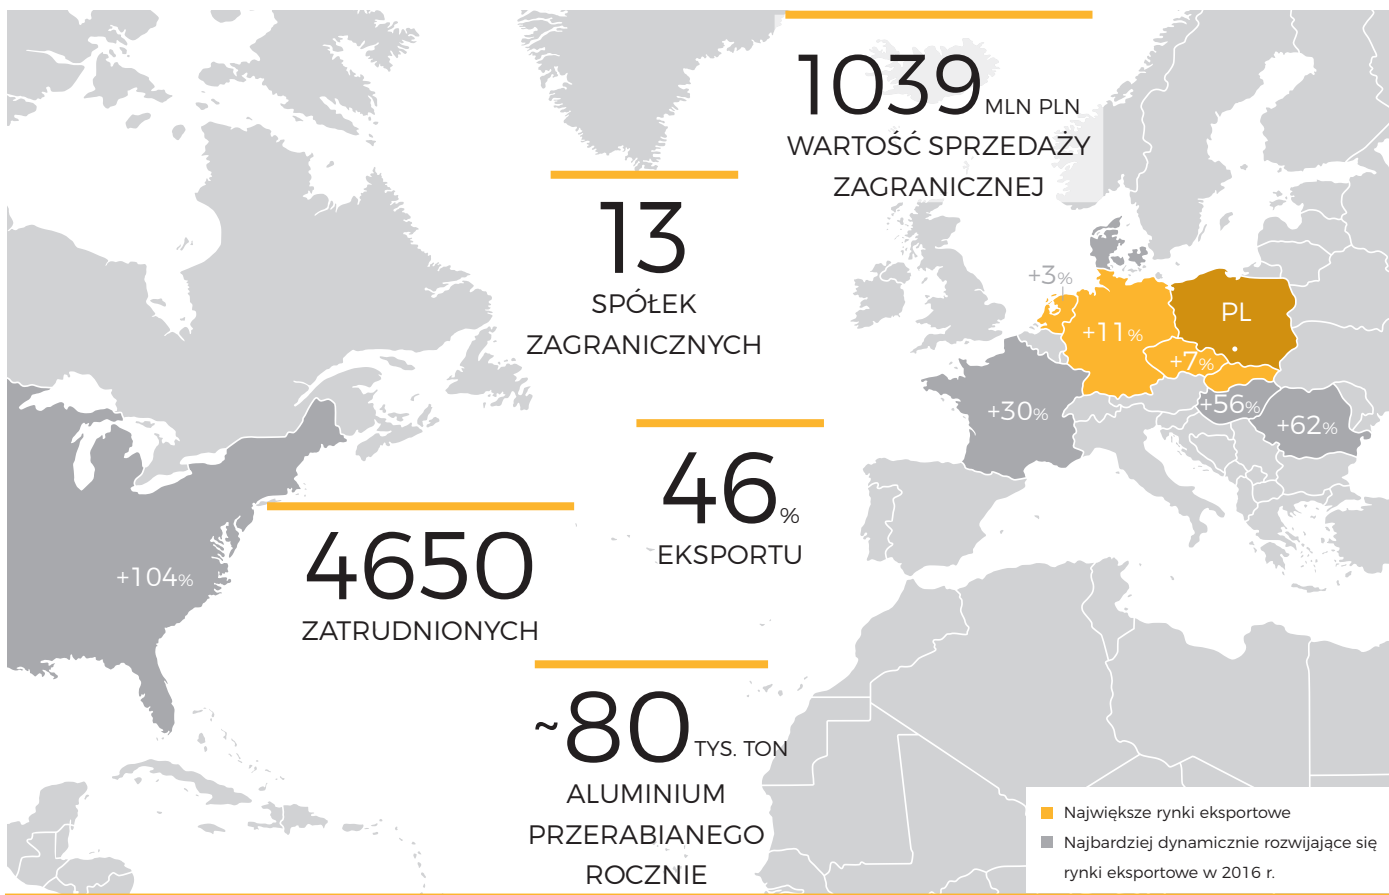 1039 MLN PLN
WARTOŚĆ SPRZEDAŻY
ZAGRANICZNEJ
13
SPÓŁEK
ZAGRANICZNYCH
+3%
PL
+11%
+7%
+30%
+56%
+62%
46%
EKSPORTU
4650
ZATRUDNIONYCH
+104%
~80 TYS. TON
ALUMINIUM
PRZERABIANEGO
ROCZNIE
Największe rynki eksportowe
Najbardziej dynamicznie rozwijające się
rynki eksportowe w 2016 r.